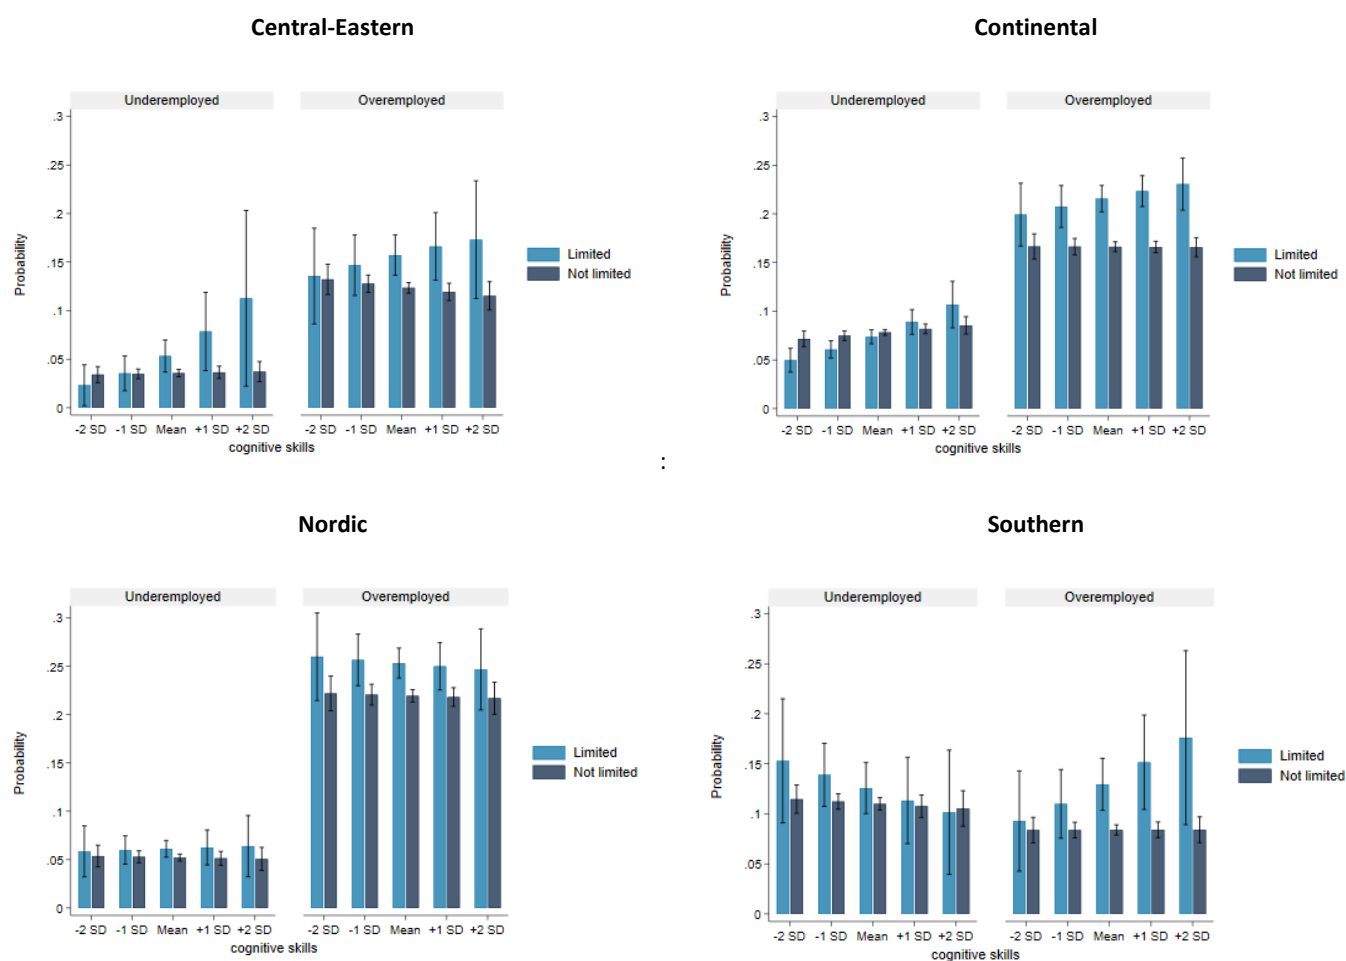 Central-Eastern
Underemployed Overemployed
.3
.25
.2
.15
.1
.05
0
Probability
-2 SD -1 SD Mean +1 SD +2 SD -2 SD -1 SD Mean +1 SD +2 SD
cognitive skills
Limited
Not limited
Continental
Underemployed Overemployed
.3
.25
.2
.15
.1
.05
0
Probability
-2 SD -1 SD Mean +1 SD +2 SD -2 SD -1 SD Mean +1 SD +2 SD
cognitive skills
Limited
Not limited
:
Nordic
Underemployed Overemployed
.3
.25
.2
.15
.1
.05
0
Probability
-2 SD -1 SD Mean +1 SD +2 SD -2 SD -1 SD Mean +1 SD +2 SD
cognitive skills
Limited
Not limited
Southern
Underemployed Overemployed
.3
.25
.2
.15
.1
.05
0
Probability
-2 SD -1 SD Mean +1 SD +2 SD -2 SD -1 SD Mean +1 SD +2 SD
cognitive skills
Limited
Not limited